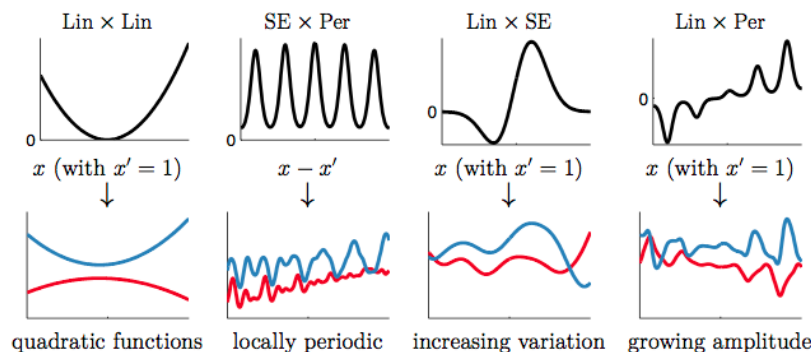 Lin × Lin
SE × Per
Lin × SE
Lin × Per
0
0
0
0
x (with x′ = 1)
x − x′
x (with x′ = 1)
x (with x′ = 1)
↓
↓
↓
↓
quadratic functions
locally periodic
increasing variation
growing amplitude